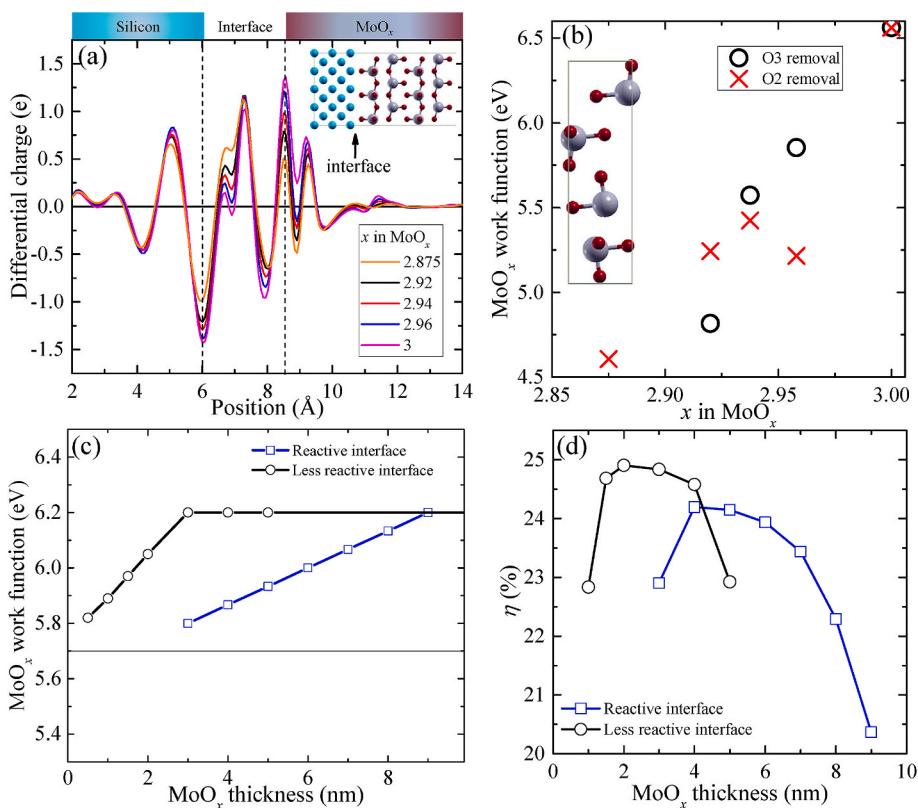 Silicon Interface MoOₓ
(a)
interface
x in MoOₓ
2.875
2.92
2.94
2.96
3
Differential charge (e)
1.5
1.0
0.5
0.0
-0.5
-1.0
-1.5
2 4 6 8 10 12 14
Position (Å)
(b)
O3 removal
O2 removal
MoOₓ work function (eV)
6.5
6.0
5.5
5.0
4.5
2.85 2.90 2.95 3.00
x in MoOₓ
(c)
Reactive interface
Less reactive interface
MoOₓ work function (eV)
6.4
6.2
6.0
5.8
5.6
5.4
0 2 4 6 8
MoOₓ thickness (nm)
(d)
η (%)
25
24
23
22
21
20
Reactive interface
Less reactive interface
0 2 4 6 8 10
MoOₓ thickness (nm)